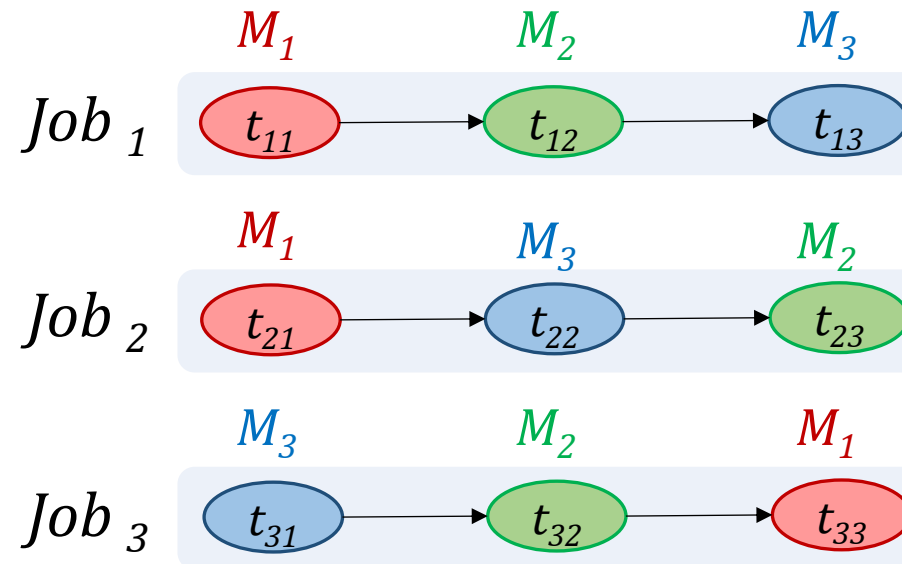 M₁ M₂ M₃
Job ₁ t₁₁ t₁₂ t₁₃
M₁ M₃ M₂
Job ₂ t₂₁ t₂₂ t₂₃
M₃ M₂ M₁
Job ₃ t₃₁ t₃₂ t₃₃